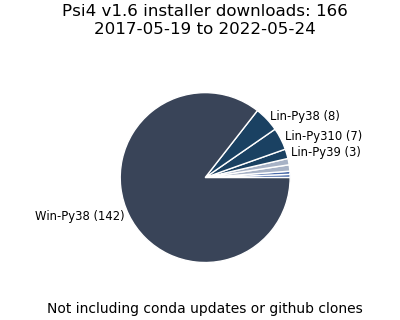 Psi4 v1.6 installer downloads: 166
2017-05-19 to 2022-05-24
Lin-Py38 (8)
Lin-Py310 (7)
Lin-Py39 (3)
Win-Py38 (142)
Not including conda updates or github clones